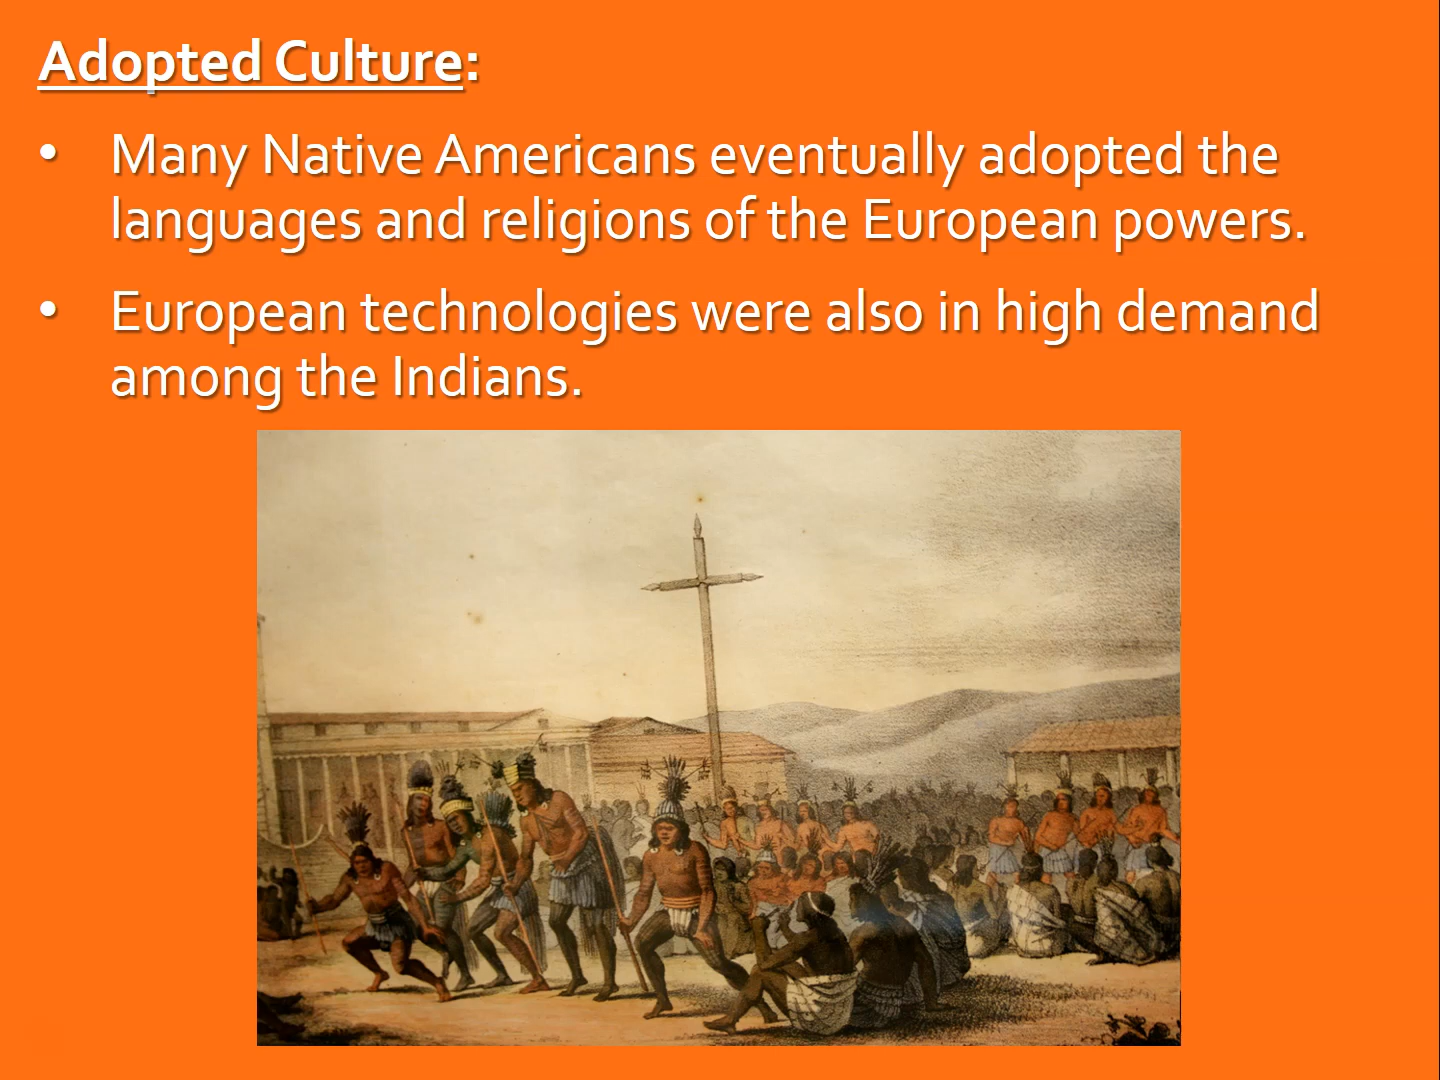 Adopted Culture:
• Many Native Americans eventually adopted the
languages and religions of the European powers.
• European technologies were also in high demand
among the Indians.